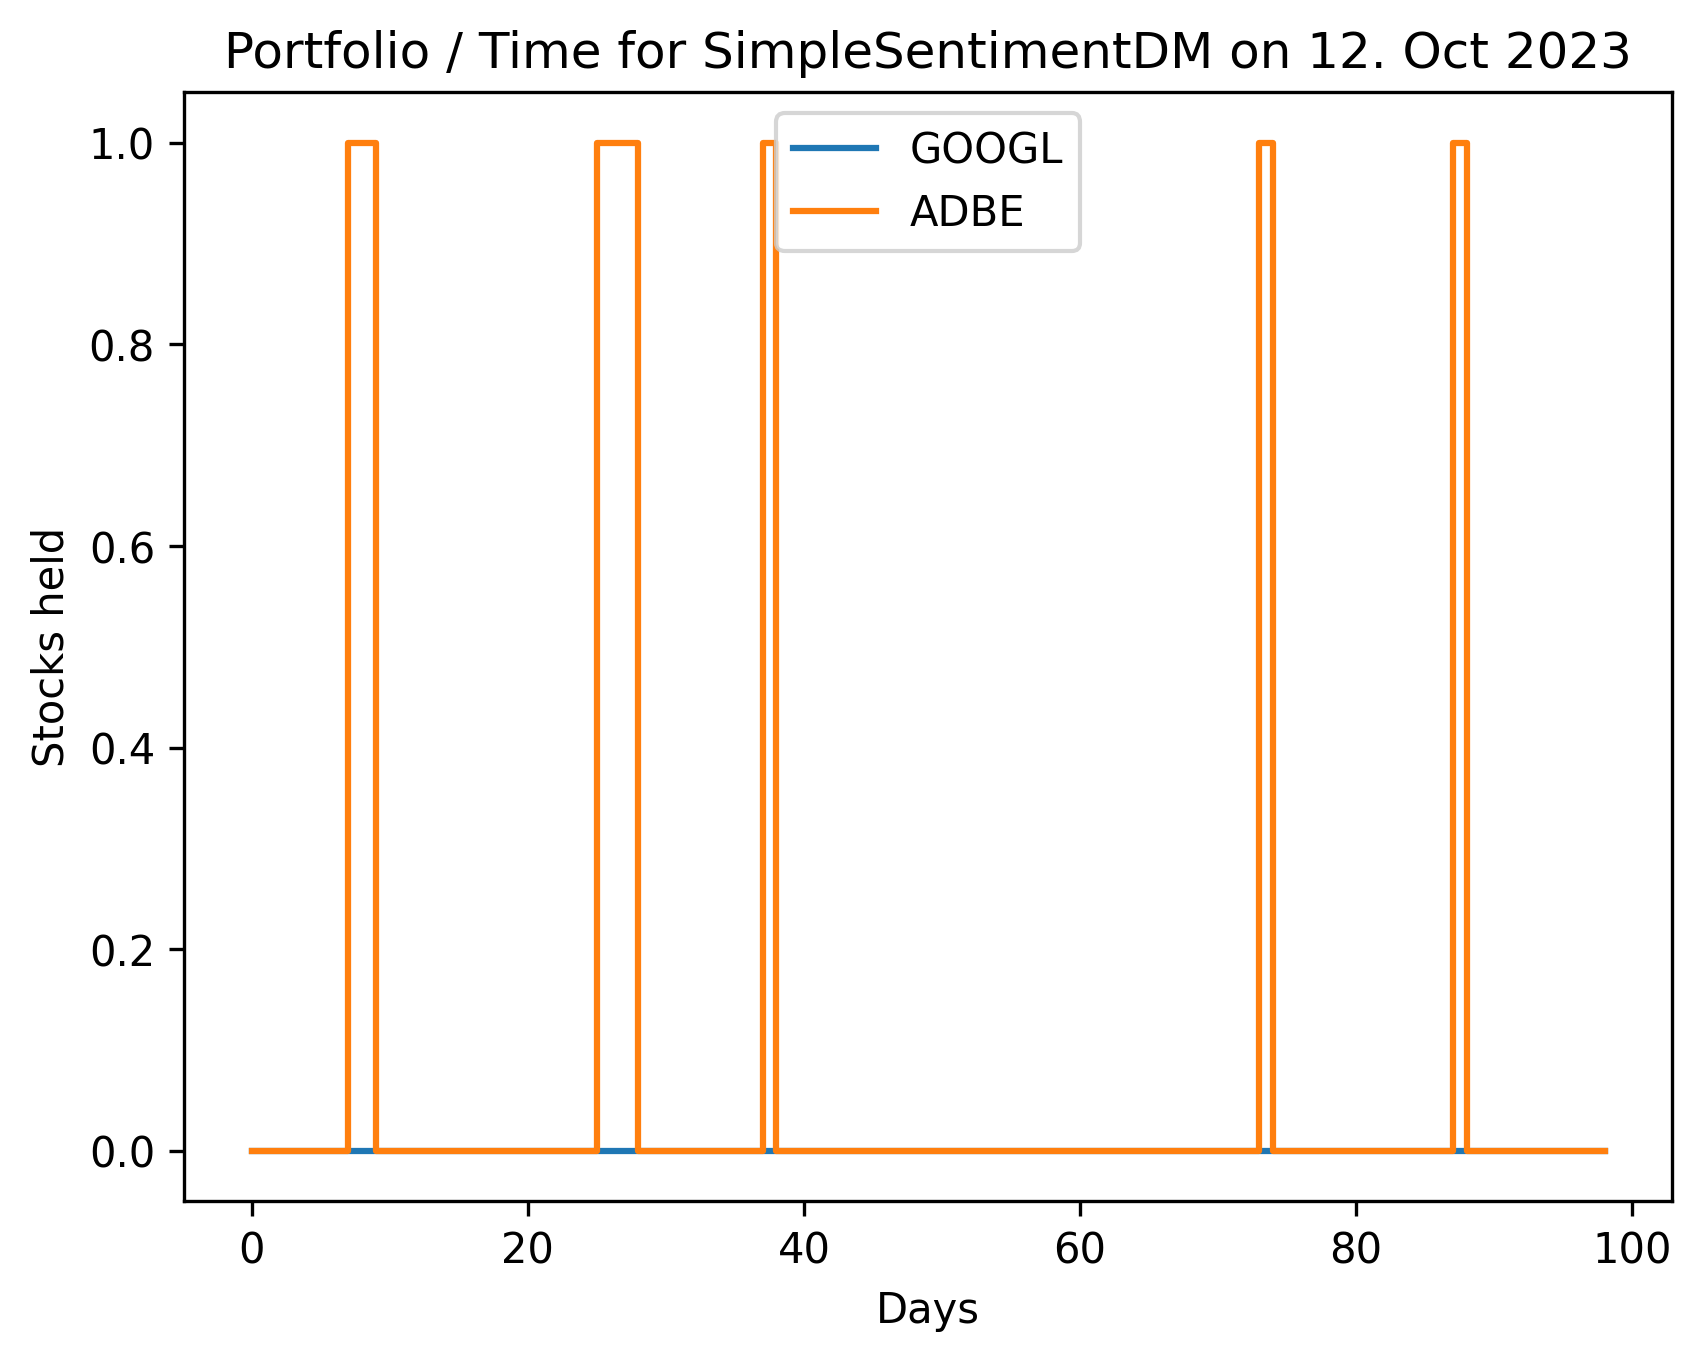 Portfolio / Time for SimpleSentimentDM on 12. Oct 2023
GOOGL
ADBE
1.0
0.8
0.6
0.4
0.2
0.0
Stocks held
0 20 40 60 80 100
Days